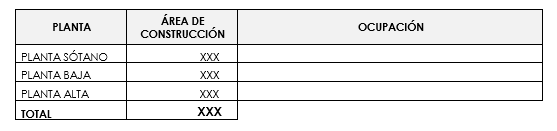 PLANTA ÁREA DE CONSTRUCCIÓN OCUPACIÓN
PLANTA SÓTANO XXX
PLANTA BAJA XXX
PLANTA ALTA XXX
TOTAL XXX